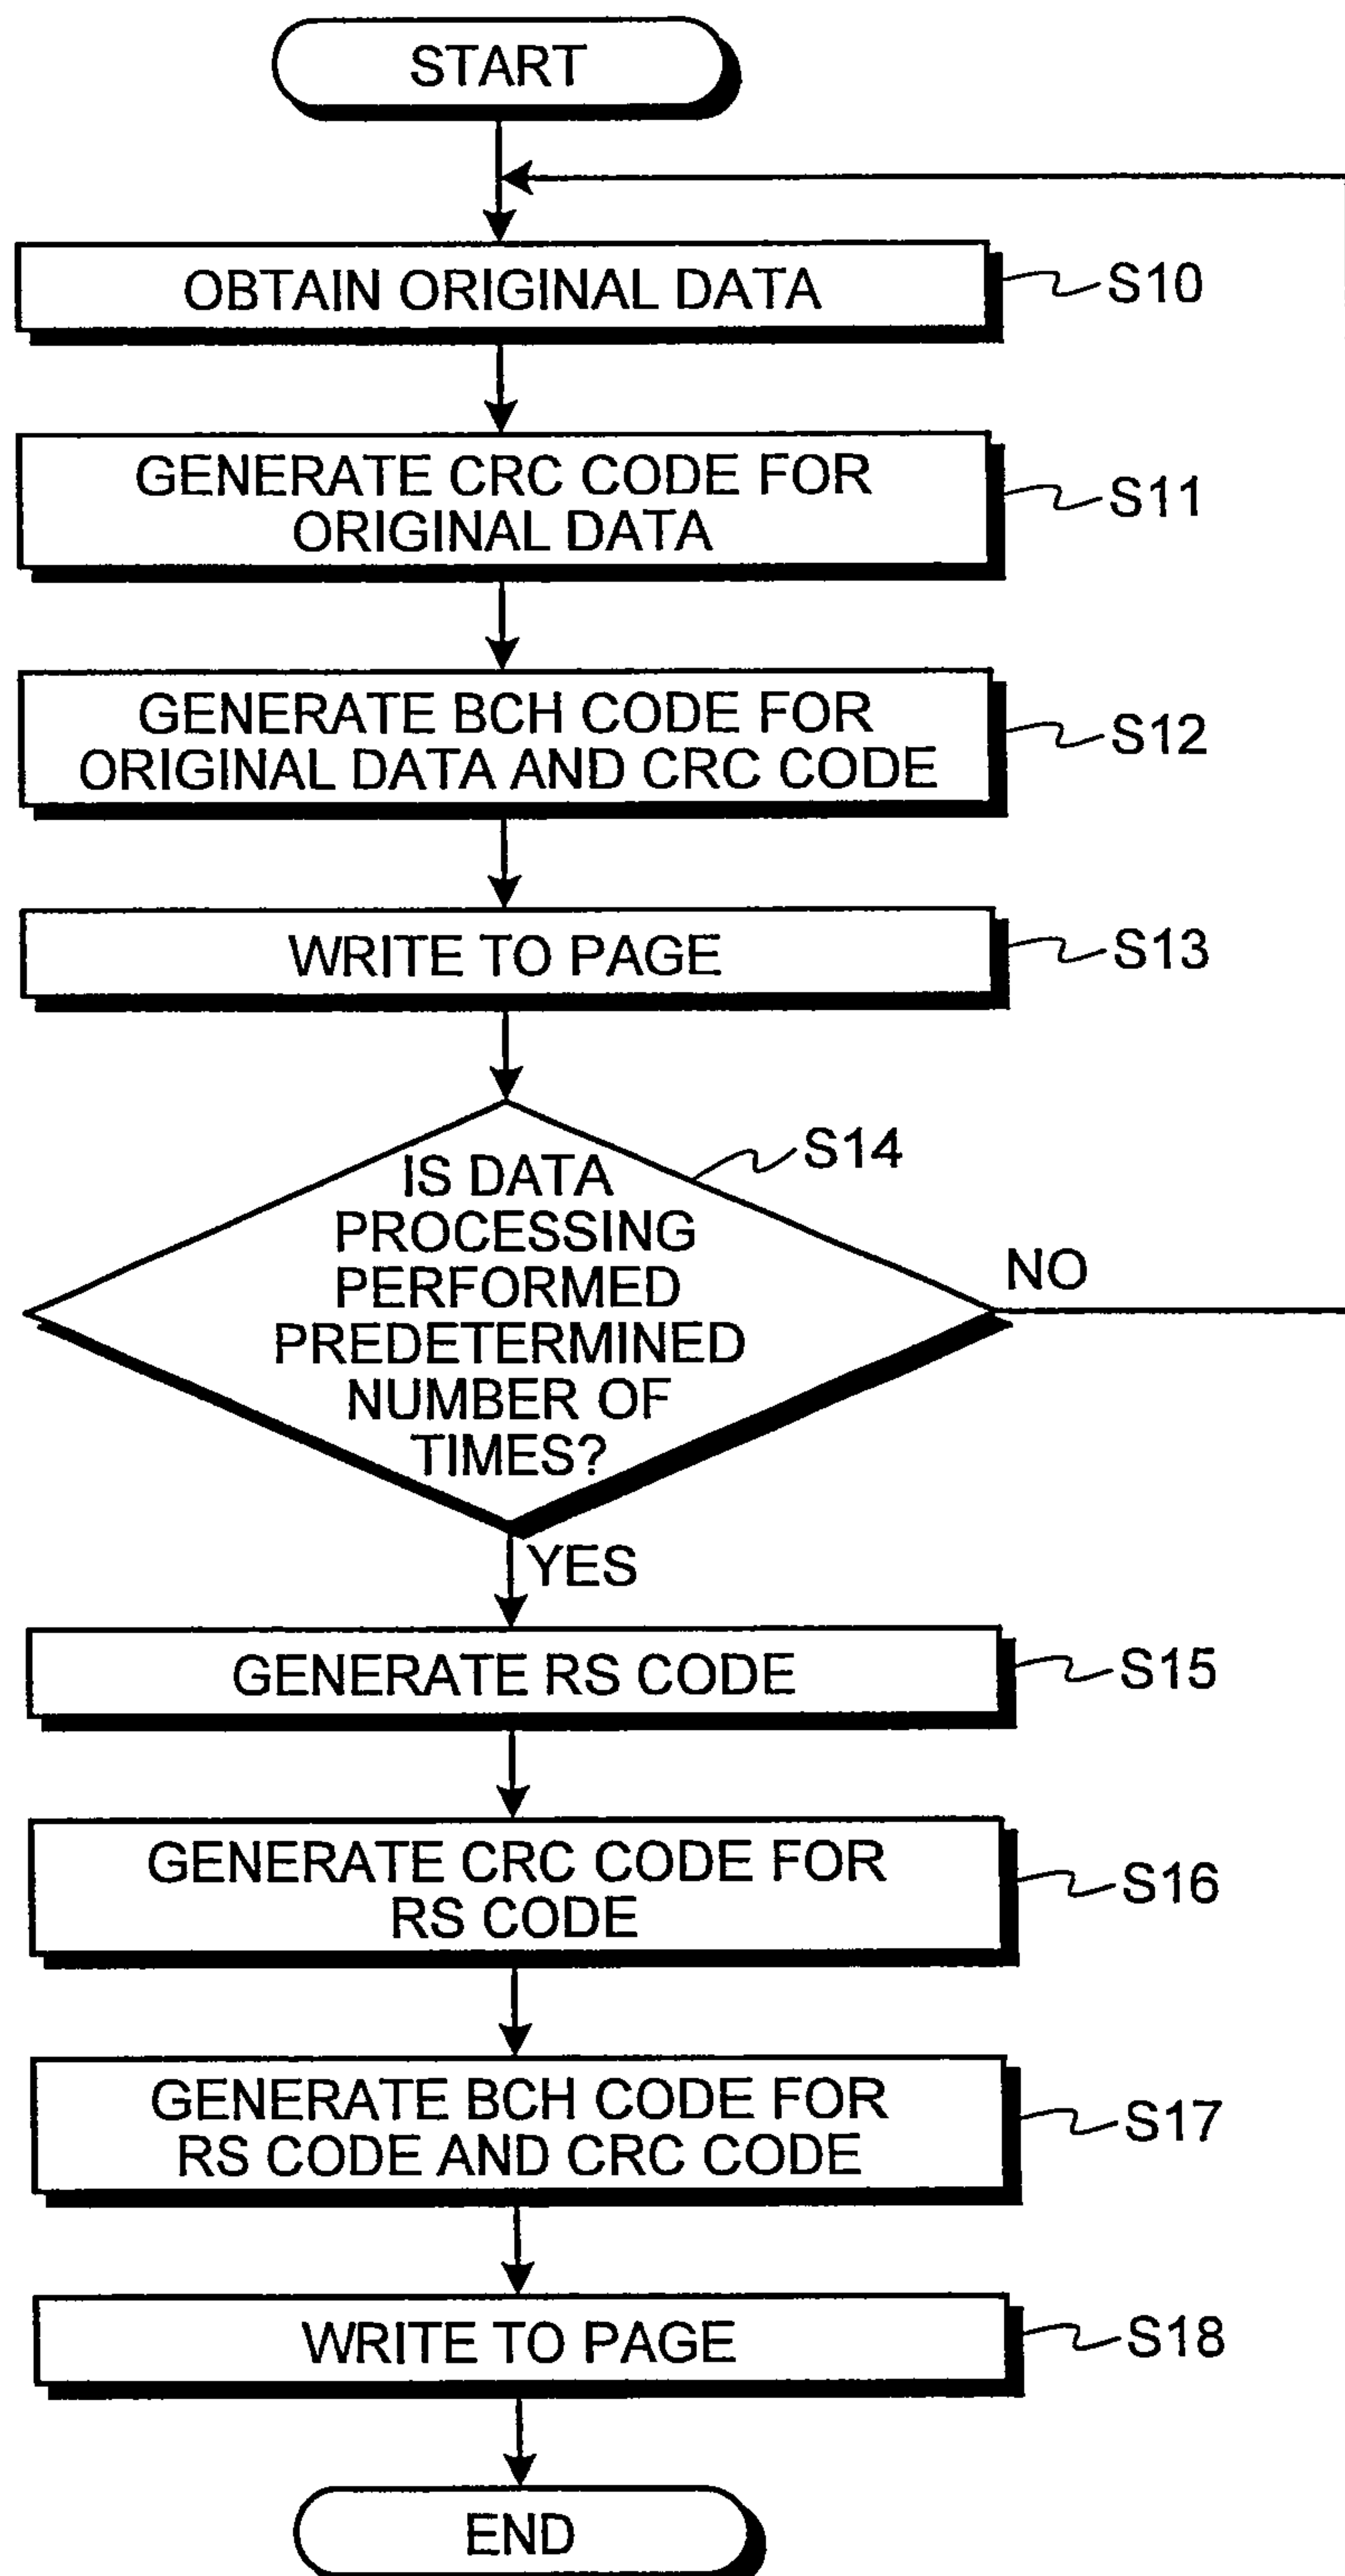 START
OBTAIN ORIGINAL DATA
S10
GENERATE CRC CODE FOR
ORIGINAL DATA
S11
GENERATE BCH CODE FOR
ORIGINAL DATA AND CRC CODE
S12
WRITE TO PAGE
S13
S14
IS DATA
PROCESSING
PERFORMED
PREDETERMINED
NUMBER OF
TIMES?
NO
YES
GENERATE RS CODE
S15
GENERATE CRC CODE FOR
RS CODE
S16
GENERATE BCH CODE FOR
RS CODE AND CRC CODE
S17
WRITE TO PAGE
S18
END